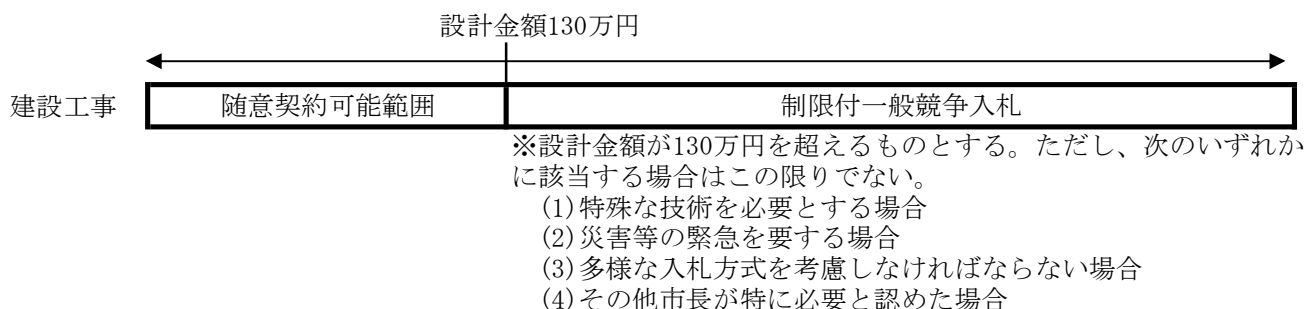 設計金額130万円
建設工事
随意契約可能範囲
制限付一般競争入札
※設計金額が130万円を超えるものとする。ただし、次のいずれか
に該当する場合はこの限りでない。
(1)特殊な技術を必要とする場合
(2)災害等の緊急を要する場合
(3)多様な入札方式を考慮しなければならない場合
(4)その他市長が特に必要と認めた場合